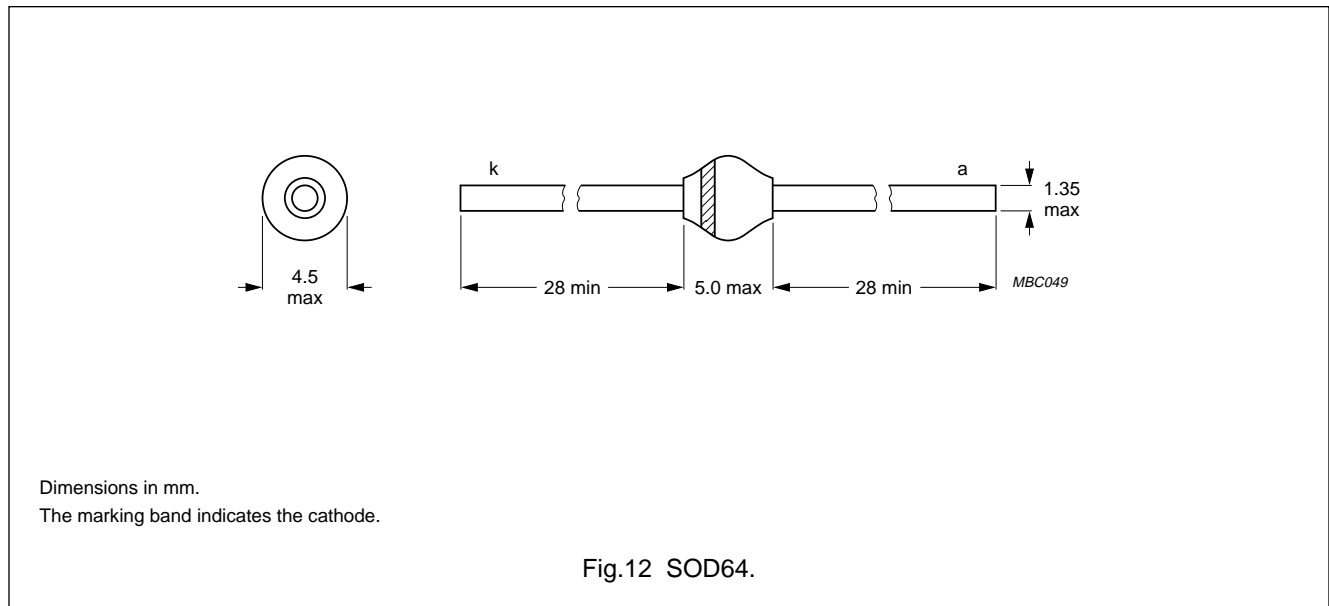 k
a
1.35
max
4.5
max
28 min
5.0 max
28 min
MBC049
Dimensions in mm.
The marking band indicates the cathode.
Fig.12 SOD64.